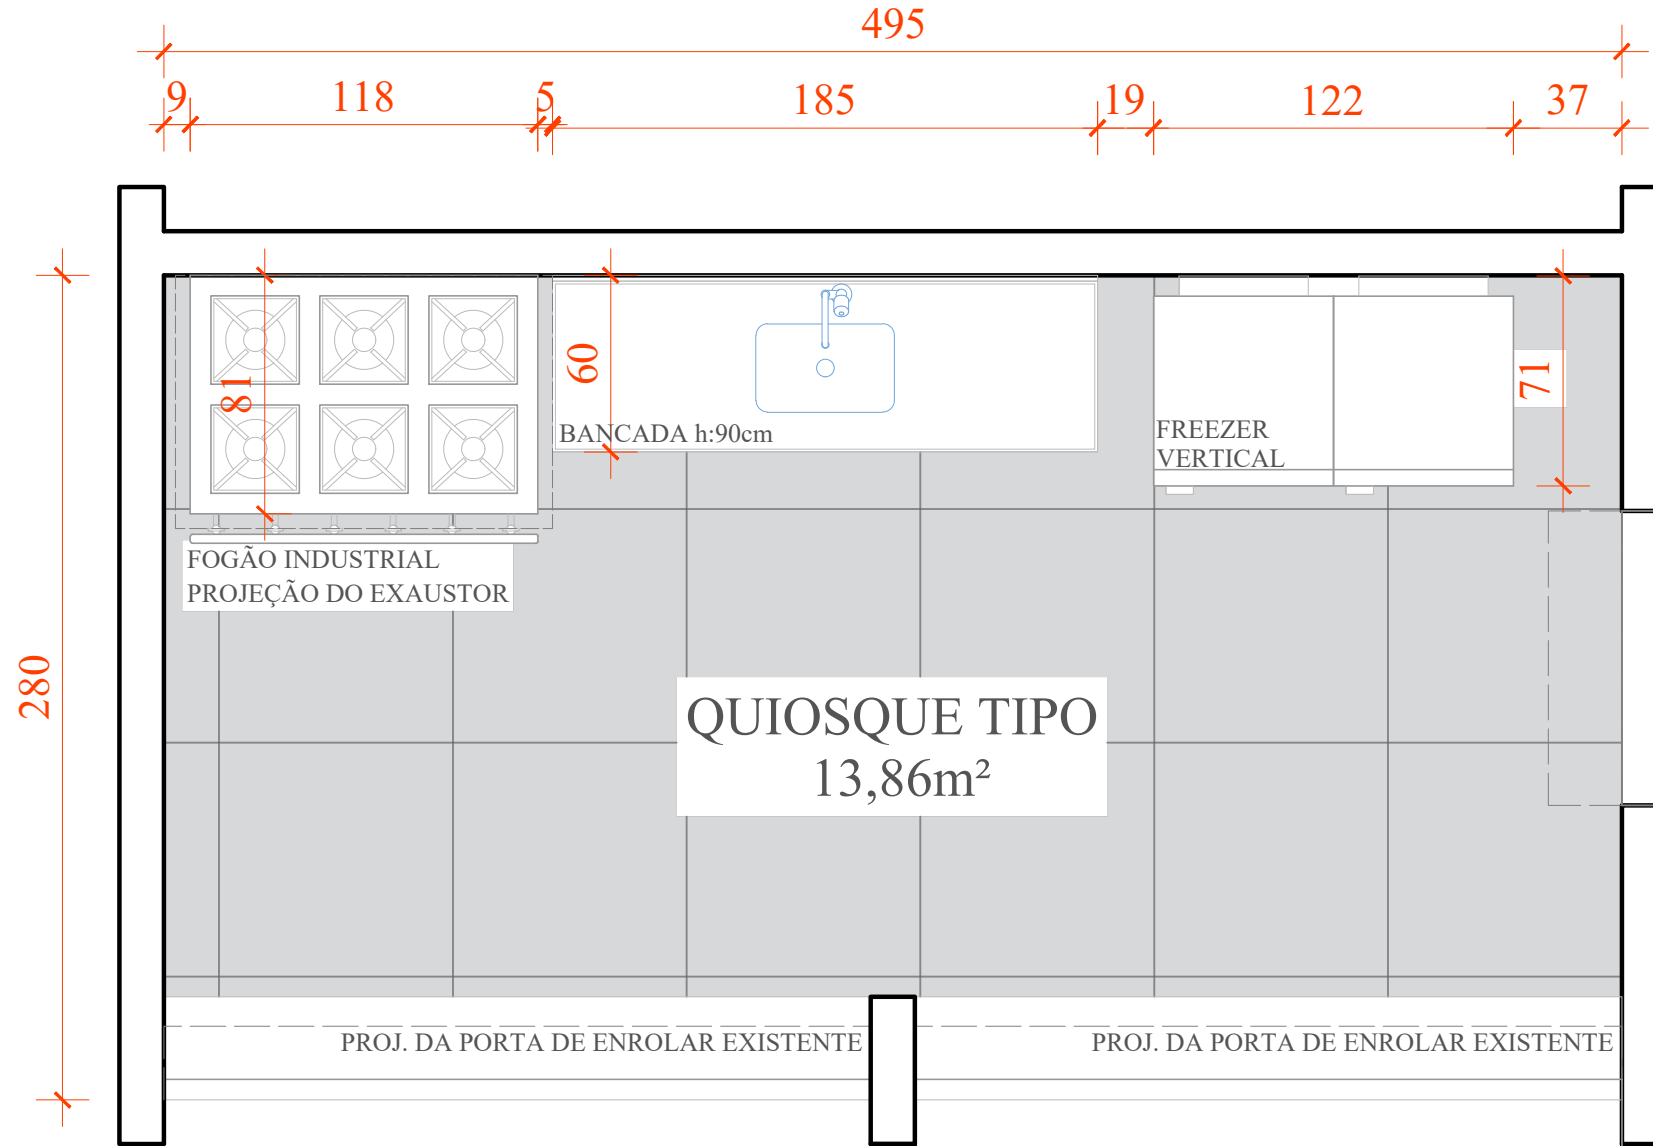 495
9 118 5 185 19 122 37
81
60
71
BANCADA h:90cm
FREEZER
VERTICAL
FOGÃO INDUSTRIAL
PROJEÇÃO DO EXAUSTOR
280
QUIOSQUE TIPO
13,86m²
PROJ. DA PORTA DE ENROLAR EXISTENTE
PROJ. DA PORTA DE ENROLAR EXISTENTE